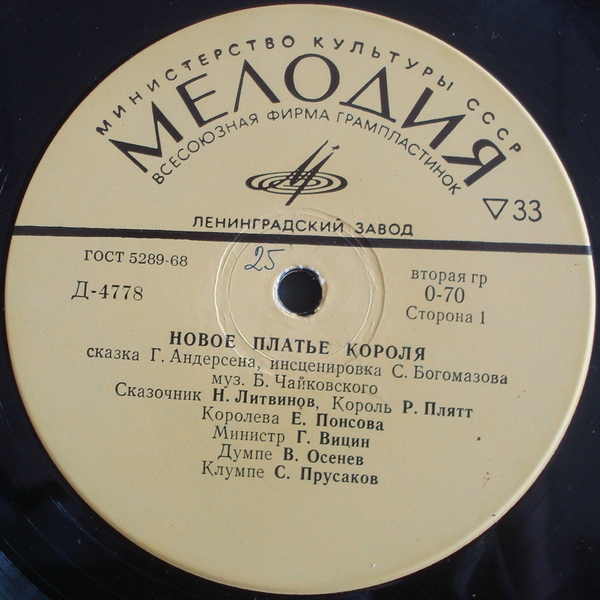 МИНИСТЕРСТВО КУЛЬТУРЫ СССР
МЕЛОДИЯ
ВСЕСОЮЗНАЯ ФИРМА ГРАМПЛАСТИНОК
▽33
ЛЕНИНГРАДСКИЙ ЗАВОД
ГОСТ 5289-68
25
вторая гр
Д-4778
0-70
Сторона 1
НОВОЕ ПЛАТЬЕ КОРОЛЯ
сказка Г. Андерсена, инсценировка С. Богомазова
муз. Б. Чайковского
Сказочник Н. Литвинов, Король Р. Плятт
Королева Е. Понсова
Министр Г. Вицин
Думпе В. Осенев
Клумпе С. Прусаков